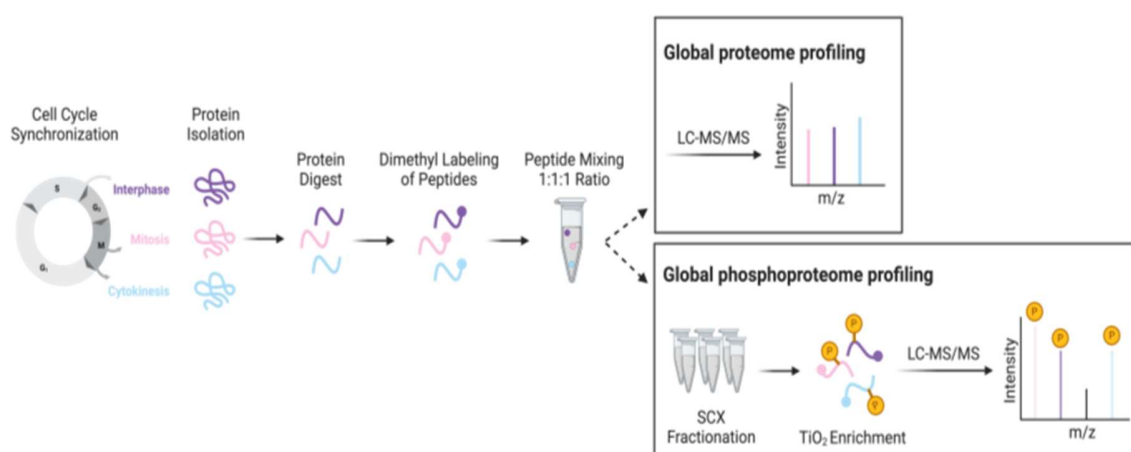 Cell Cycle
Synchronization
Protein
Isolation
S
G₂
M
G₁
Interphase
Mitosis
Cytokinesis
Protein
Digest
Dimethyl Labeling
of Peptides
Peptide Mixing
1:1:1 Ratio
Global proteome profiling
LC-MS/MS
Intensity
m/z
Global phosphoproteome profiling
SCX
Fractionation
P
P
P
TiO₂ Enrichment
LC-MS/MS
P
P
P
Intensity
m/z